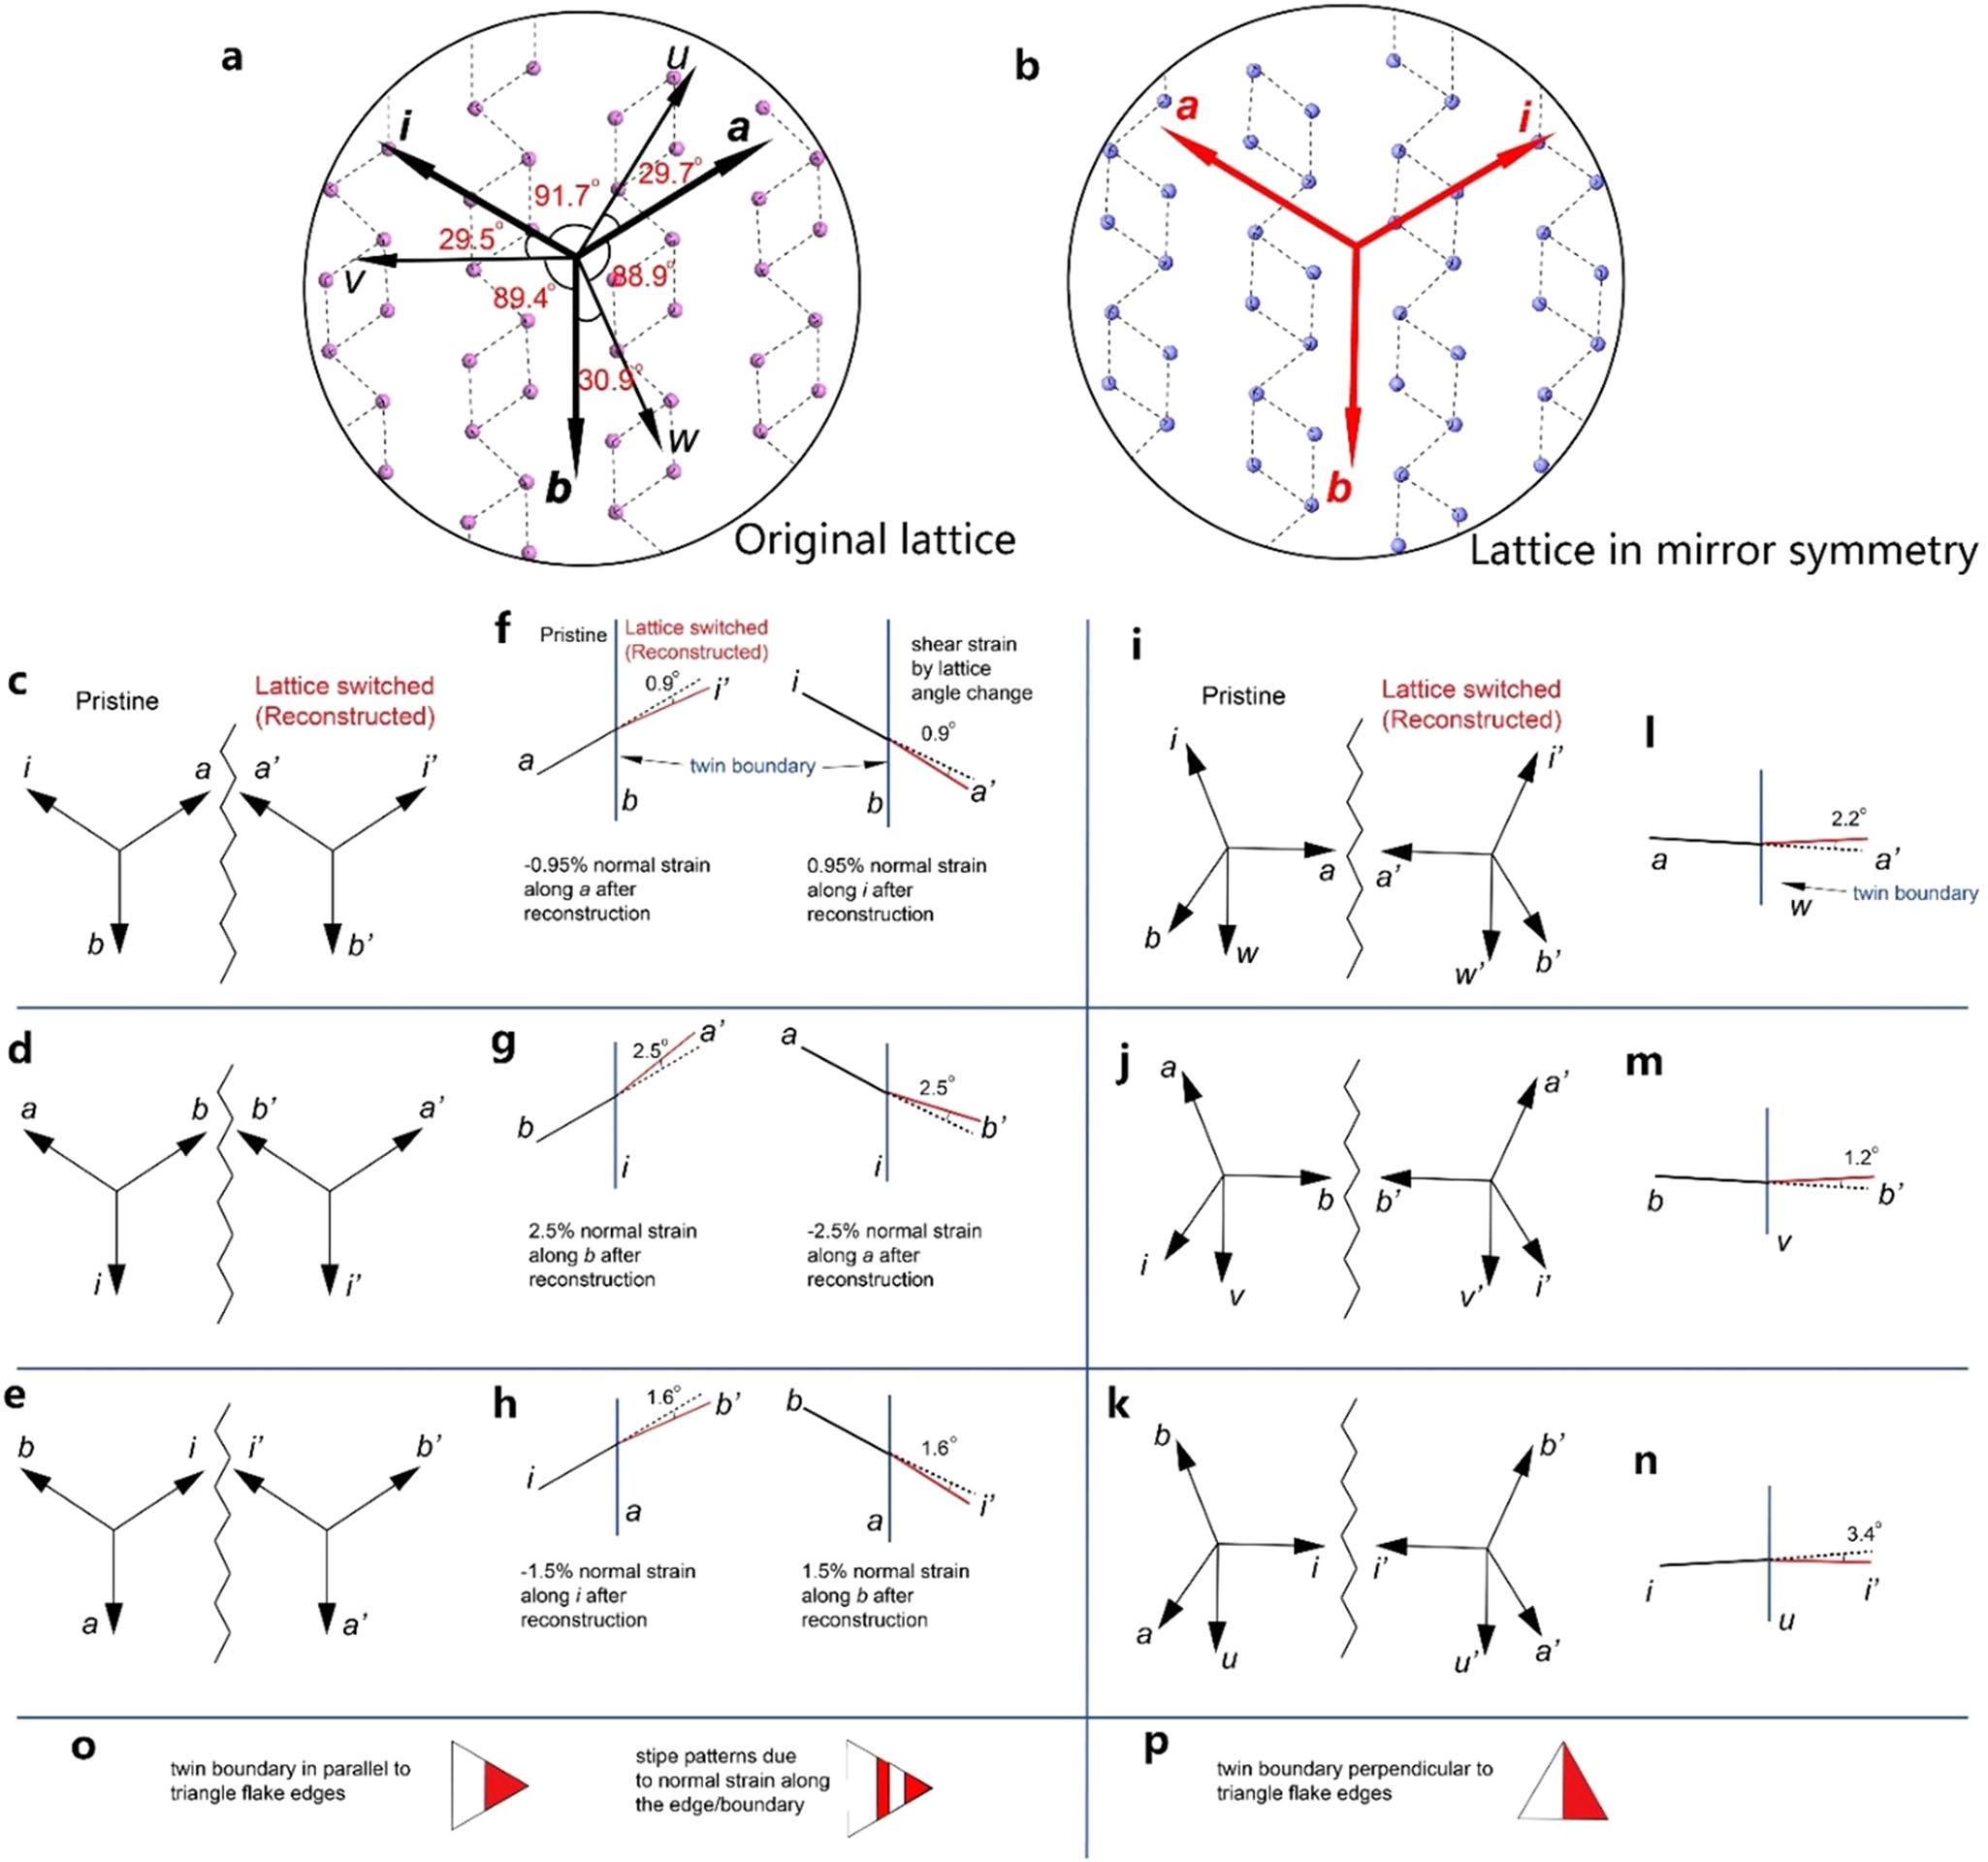 a
u
i
a
91.7°
29.7°
29.5°
v
88.9°
89.4°
30.9°
w
b
Original lattice
b
a
i
b
Lattice in mirror symmetry
c
Pristine
Lattice switched
(Reconstructed)
i
a
a'
i'
b
b'
f
Pristine
Lattice switched
(Reconstructed)
0.9°
i'
a
b
twin boundary
i
shear strain
by lattice
angle change
0.9°
a'
b
-0.95% normal strain
along a after
reconstruction
0.95% normal strain
along i after
reconstruction
i
Pristine
Lattice switched
(Reconstructed)
i
i'
a
a'
b
w
w'
b'
l
2.2°
a
a'
w
twin boundary
d
a
b
b'
a'
i
i'
g
2.5°
a'
b
i
a
2.5°
b'
i
2.5% normal strain
along b after
reconstruction
-2.5% normal strain
along a after
reconstruction
j
a
a'
b
b'
i
v
v'
i'
m
1.2°
b
b'
v
e
b
i
i'
b'
a
a'
h
1.6°
b'
i
a
b
1.6°
i'
a
-1.5% normal strain
along i after
reconstruction
1.5% normal strain
along b after
reconstruction
k
b
b'
i
i'
a
u
u'
a'
n
3.4°
i
i'
u
o
twin boundary in parallel to
triangle flake edges
stipe patterns due
to normal strain along
the edge/boundary
p
twin boundary perpendicular to
triangle flake edges